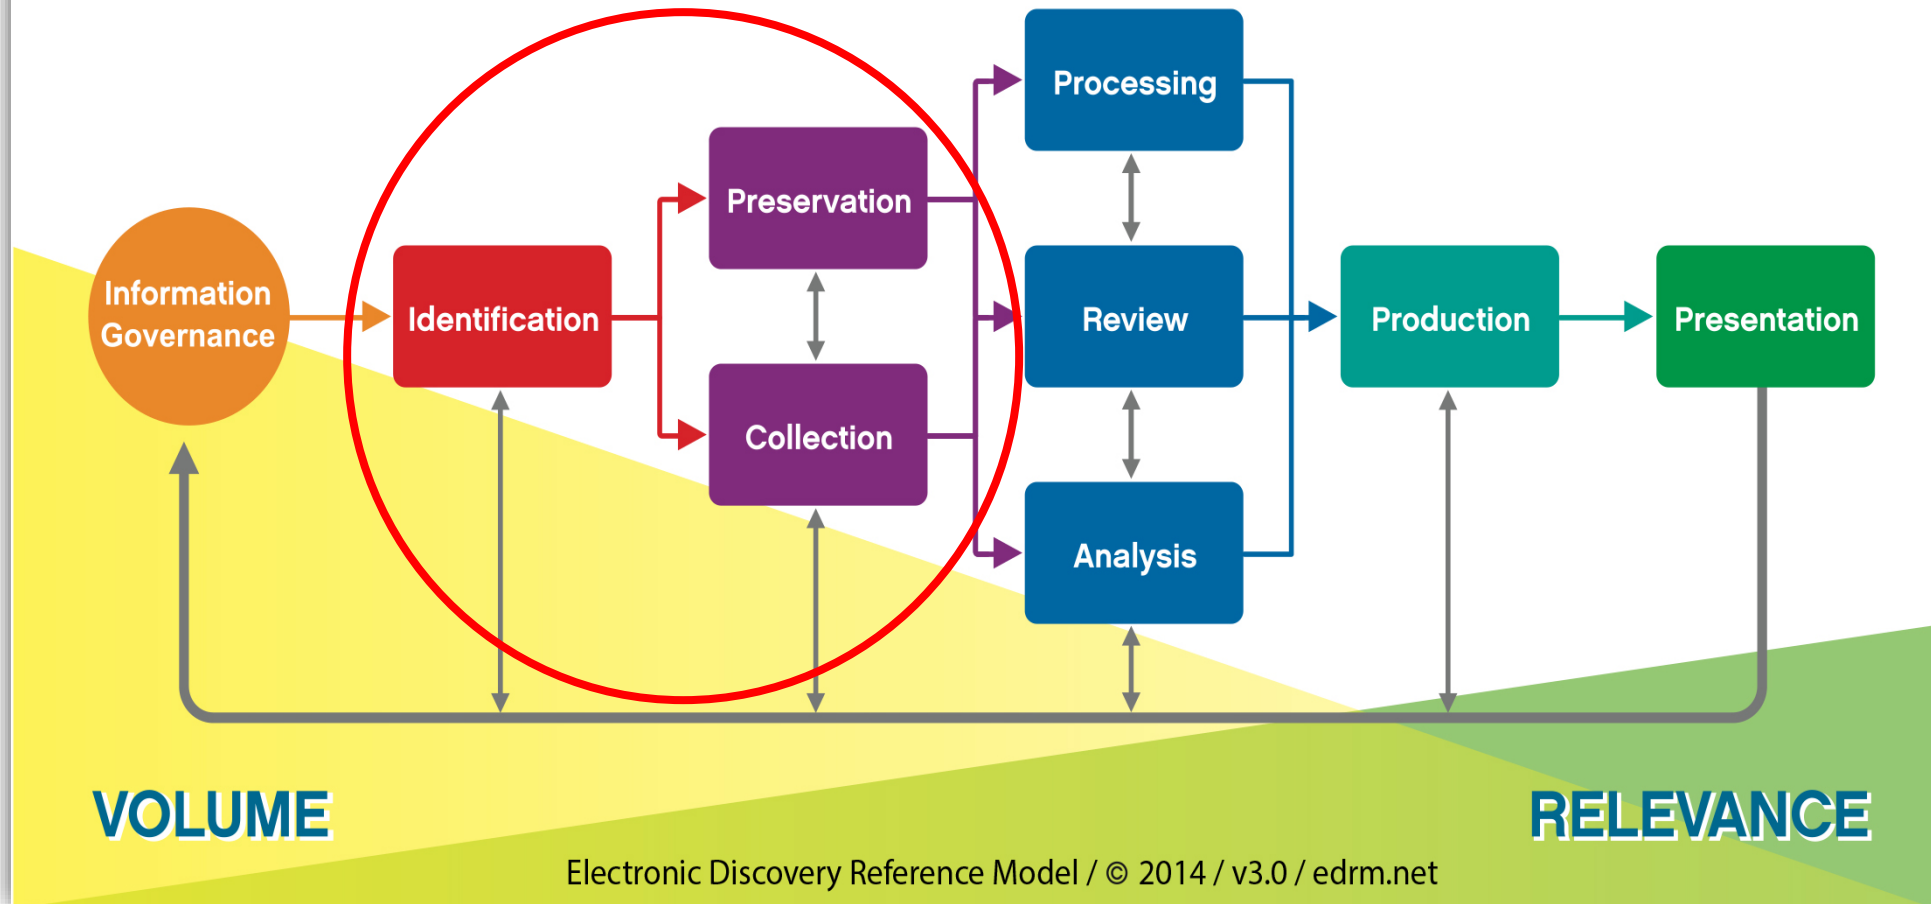 Information
Governance
Identification
Preservation
Collection
Processing
Review
Analysis
Production
Presentation
VOLUME
RELEVANCE
Electronic Discovery Reference Model / © 2014 / v3.0 / edrm.net